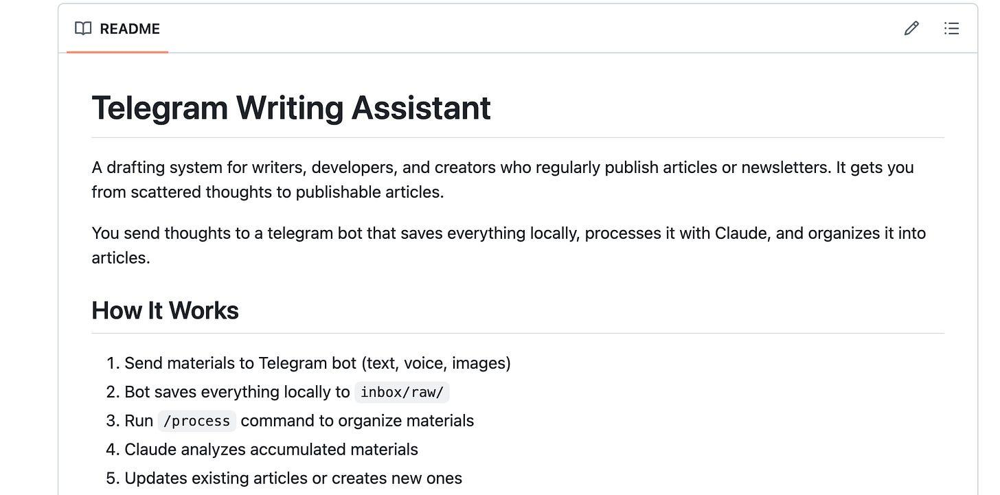 README
Telegram Writing Assistant
A drafting system for writers, developers, and creators who regularly publish articles or newsletters. It gets you
from scattered thoughts to publishable articles.
You send thoughts to a telegram bot that saves everything locally, processes it with Claude, and organizes it into
articles.
How It Works
1. Send materials to Telegram bot (text, voice, images)
2. Bot saves everything locally to inbox/raw/
3. Run /process command to organize materials
4. Claude analyzes accumulated materials
5. Updates existing articles or creates new ones